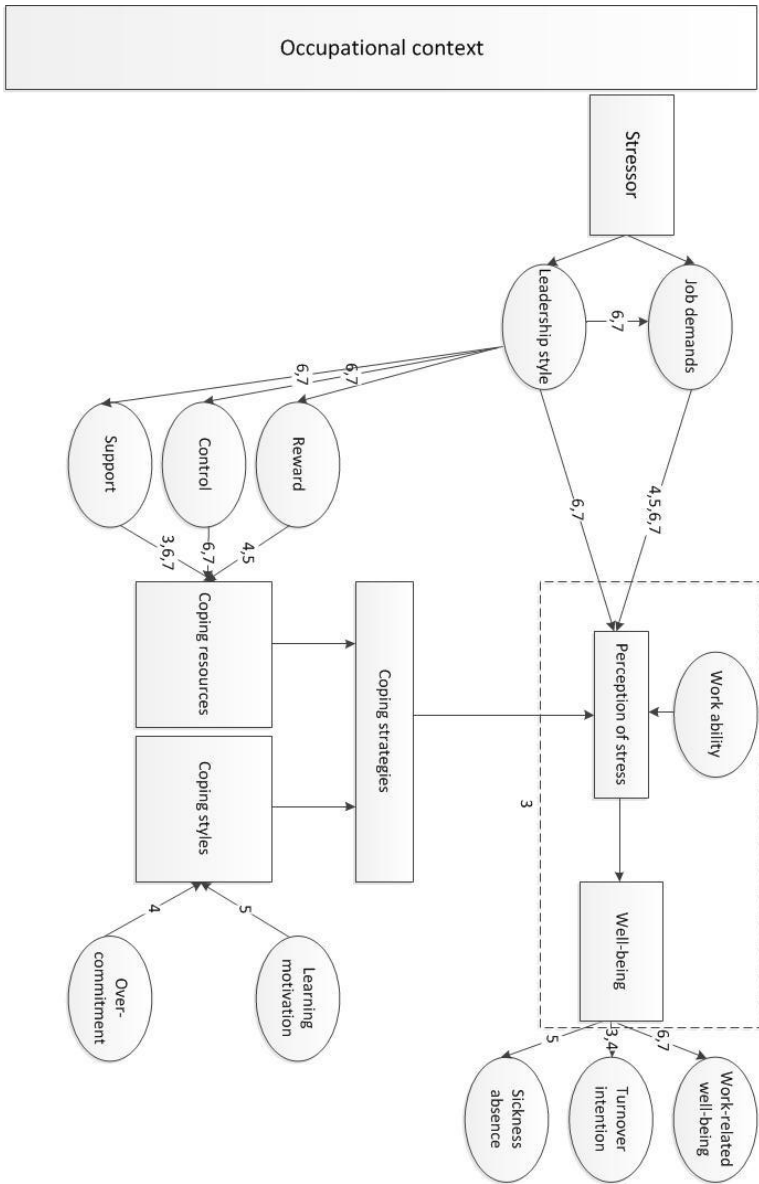 Occupational context
Stressor
Leadership style
Job demands
6,7
6,7
6,7
Support
Control
Reward
6,7
4,5,6,7
3,6,7
6,7
4,5
Coping resources
Coping styles
Coping strategies
Perception of stress
Work ability
3
Well-being
4
5
Over-
commitment
Learning
motivation
5
3,4
6,7
Sickness
absence
Turnover
intention
Work-related
well-being